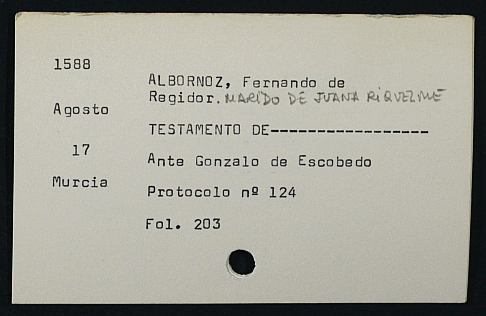 1588
ALBORNOZ, Fernando de
Regidor. MARIDO DE JUANA RIQUELME
Agosto
TESTAMENTO DE-----------------
17
Ante Gonzalo de Escobedo
Murcia
Protocolo nº 124
Fol. 203